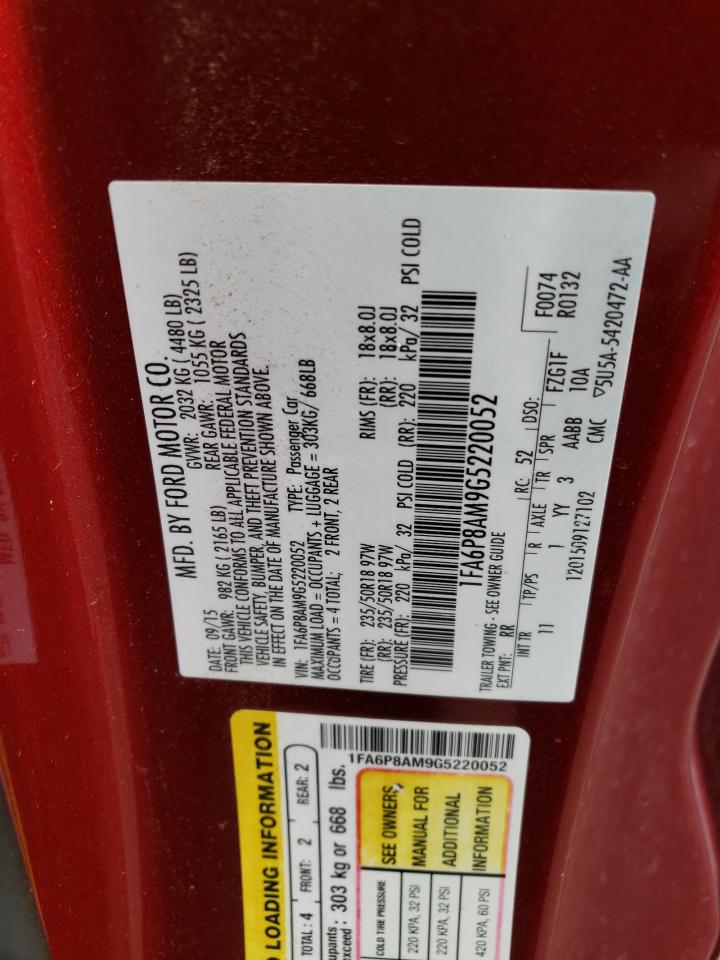 MFD. BY FORD MOTOR CO.
DATE: 09/15 GVWR: 2032 KG ( 4480 LB)
FRONT GAWR: 982 KG ( 2165 LB) REAR GAWR: 1055 KG ( 2325 LB)
THIS VEHICLE CONFORMS TO ALL APPLICABLE FEDERAL MOTOR
VEHICLE SAFETY, BUMPER, AND THEFT PREVENTION STANDARDS
IN EFFECT ON THE DATE OF MANUFACTURE SHOWN ABOVE.
VIN: 1FA6P8AM9G5220052 TYPE: Passenger Car
MAXIMUM LOAD = OCCUPANTS + LUGGAGE = 303KG/ 668LB
OCCUPANTS = 4 TOTAL: 2 FRONT, 2 REAR
TIRE (FR): 235/50R18 97W RIMS (FR): 18x8.0J
(RR): 235/50R18 97W (RR): 18x8.0J
PRESSURE (FR): 220 kPa/ 32 PSI COLD (RR): 220 kPa/ 32 PSI COLD
1FA6P8AM9G5220052
TRAILER TOWING - SEE OWNER GUIDE
EXT PNT: RR RC: 52 DSO: F0074
R0132
INT TR TP/PS R AXLE TR SPR FZG1F
11 1 YY 3 AABB 10A
1201509127102 CMC ▽5U5A-5420472-AA
LOADING INFORMATION
TOTAL: 4 FRONT: 2 REAR: 2
exceed: 303 kg or 668 lbs.
1FA6P8AM9G5220052
COLD TIRE PRESSURE
220 KPA, 32 PSI
220 KPA, 32 PSI
420 KPA, 60 PSI
SEE OWNERS
MANUAL FOR
ADDITIONAL
INFORMATION